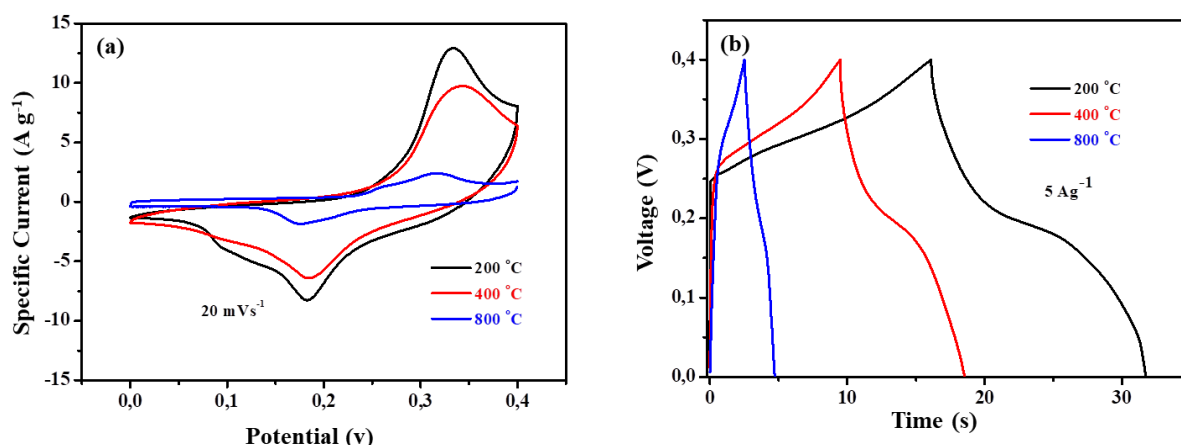 (a)
Specific Current (A g⁻¹)
15
10
5
0
-5
-10
-15
200 °C
400 °C
800 °C
20 mVs⁻¹
0,0 0,1 0,2 0,3 0,4
Potential (v)
(b)
Voltage (V)
0,4
0,3
0,2
0,1
0,0
200 °C
400 °C
800 °C
5 Ag⁻¹
0 10 20 30
Time (s)